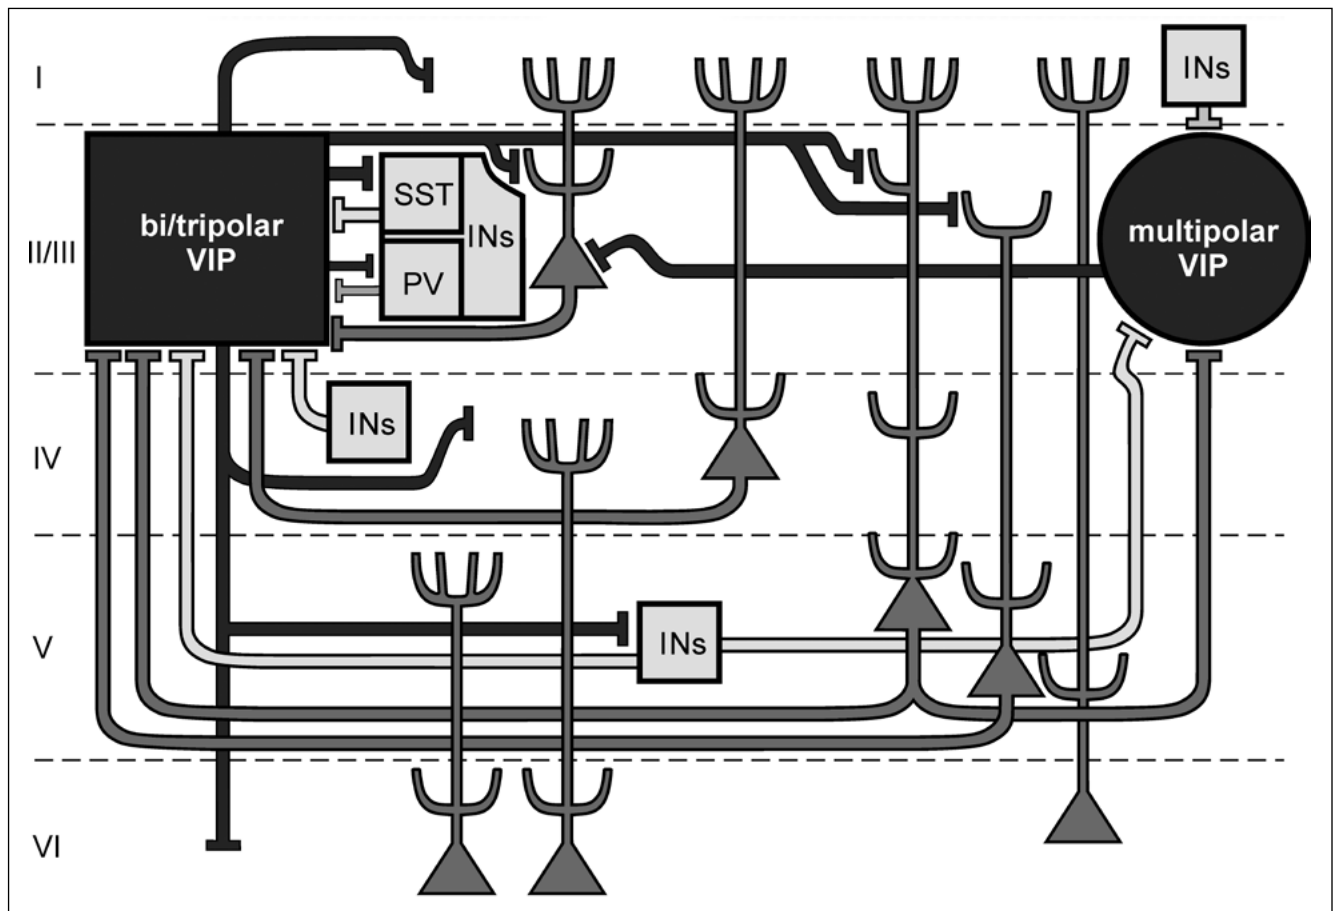 I
INs
bi/tripolar
VIP
SST
INs
PV
multipolar
VIP
II/III
INs
IV
INs
V
VI